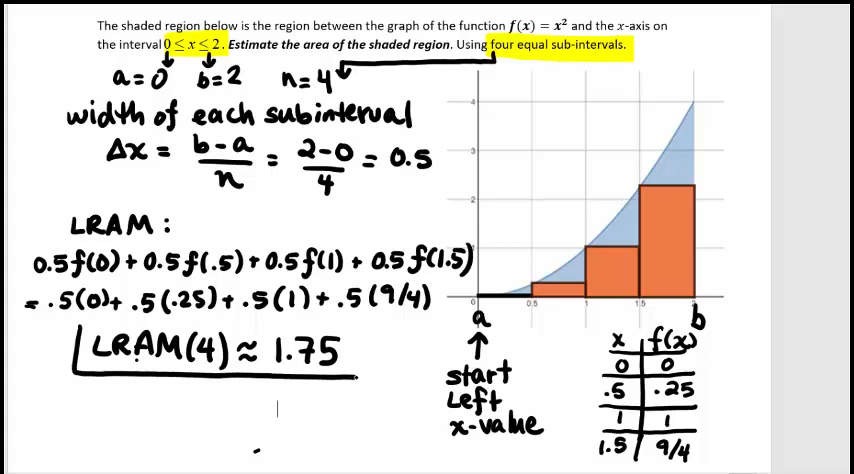 The shaded region below is the region between the graph of the function f(x) = x² and the x-axis on
the interval 0 ≤ x ≤ 2. Estimate the area of the shaded region. Using four equal sub-intervals.
a=0 b=2 n=4
width of each subinterval
Δx = b-a/n = 2-0/4 = 0.5
LRAM:
0.5f(0) + 0.5f(.5) + 0.5f(1) + 0.5f(1.5)
= .5(0) + .5(.25) + .5(1) + .5(9/4)
LRAM(4) ≈ 1.75
4
3
2
1
0 0.5 1 1.5 2
a b
start
Left
x-value
x f(x)
0 0
.5 .25
1 1
1.5 9/4